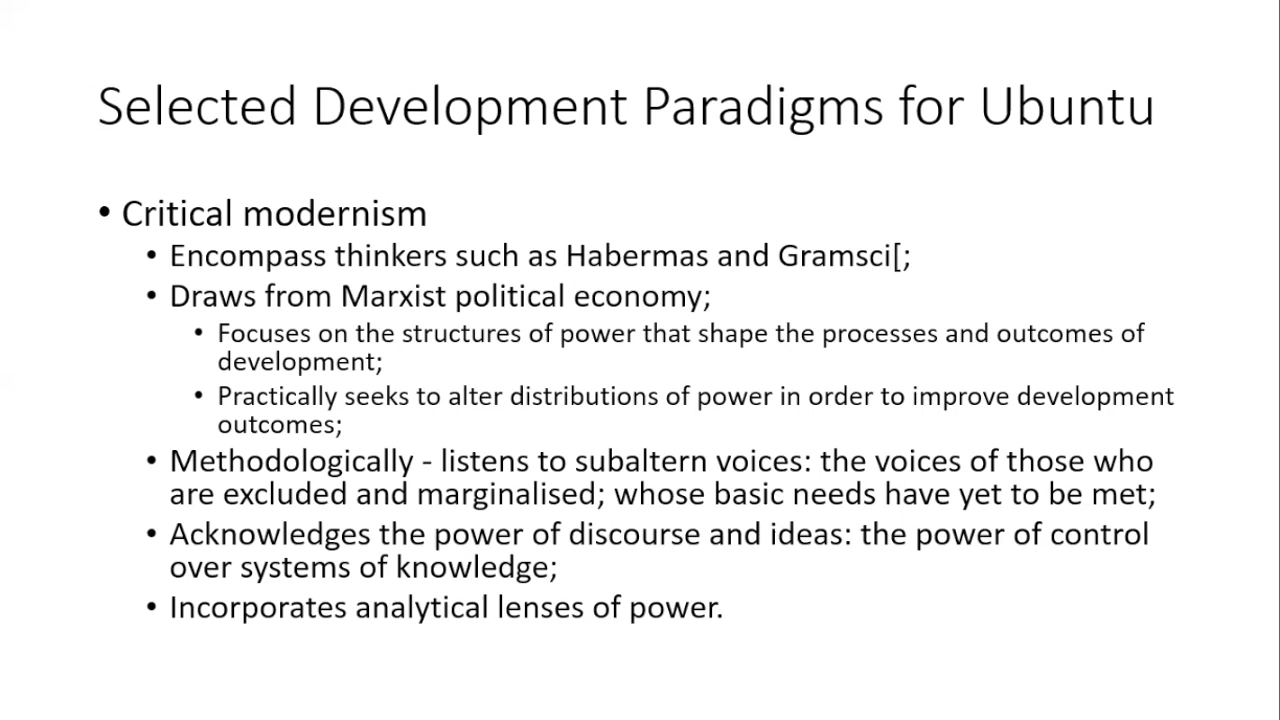 Selected Development Paradigms for Ubuntu
• Critical modernism
• Encompass thinkers such as Habermas and Gramsci[;
• Draws from Marxist political economy;
• Focuses on the structures of power that shape the processes and outcomes of
development;
• Practically seeks to alter distributions of power in order to improve development
outcomes;
• Methodologically - listens to subaltern voices: the voices of those who
are excluded and marginalised; whose basic needs have yet to be met;
• Acknowledges the power of discourse and ideas: the power of control
over systems of knowledge;
• Incorporates analytical lenses of power.